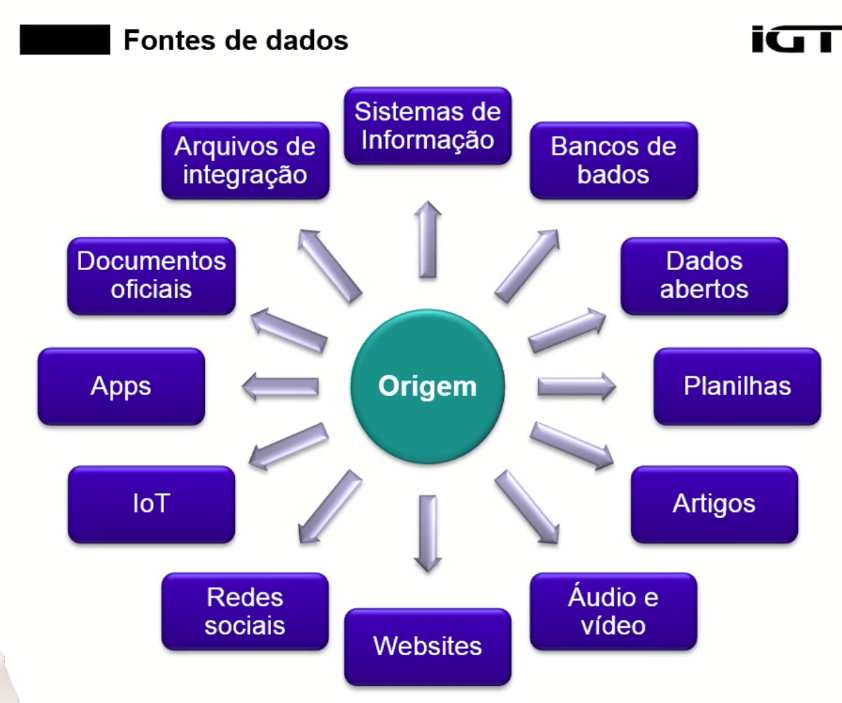 Fontes de dados
iGT
Sistemas de
Informação
Bancos de
bados
Dados
abertos
Planilhas
Artigos
Áudio e
vídeo
Websites
Redes
sociais
IoT
Apps
Documentos
oficiais
Arquivos de
integração
Origem